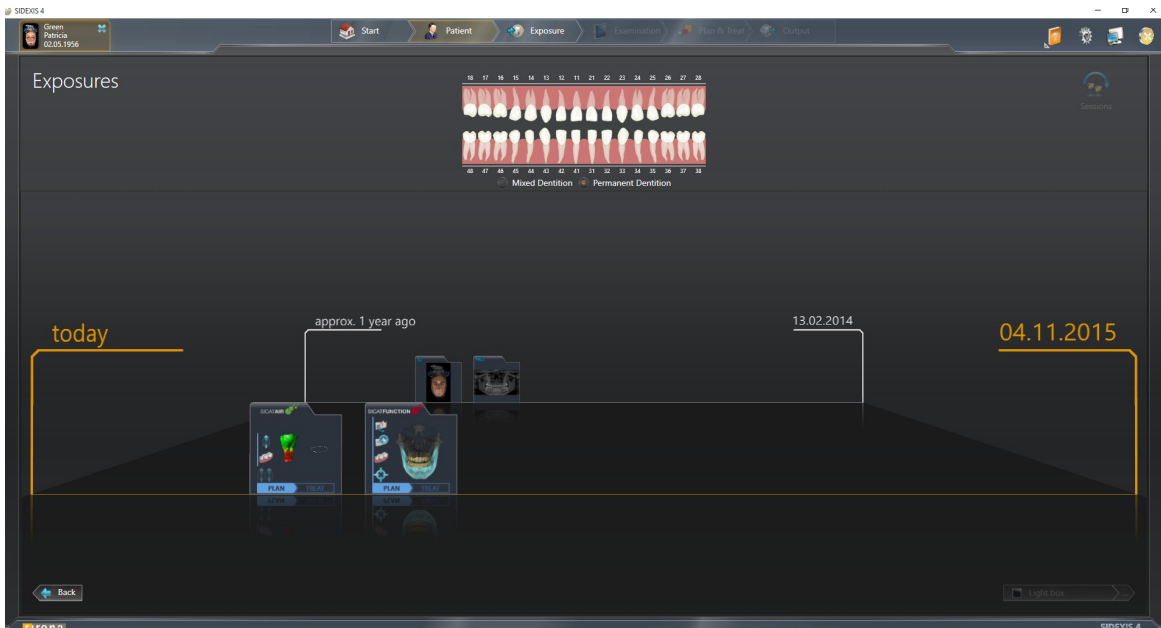 SIDEXIS 4
Green
Patricia
02.05.1956
Start
Patient
Exposure
Examination
Plan & Treat
Output
Exposures
Sessions
18 17 16 15 14 13 12 11 21 22 23 24 25 26 27 28
48 47 46 45 44 43 42 41 31 32 33 34 35 36 37 38
Mixed Dentition
Permanent Dentition
today
approx. 1 year ago
13.02.2014
04.11.2015
SICATAIR
SICATFUNCTION
PLAN
TREAT
PLAN
TREAT
Back
Light box
...
sirona
SIDEXIS 4